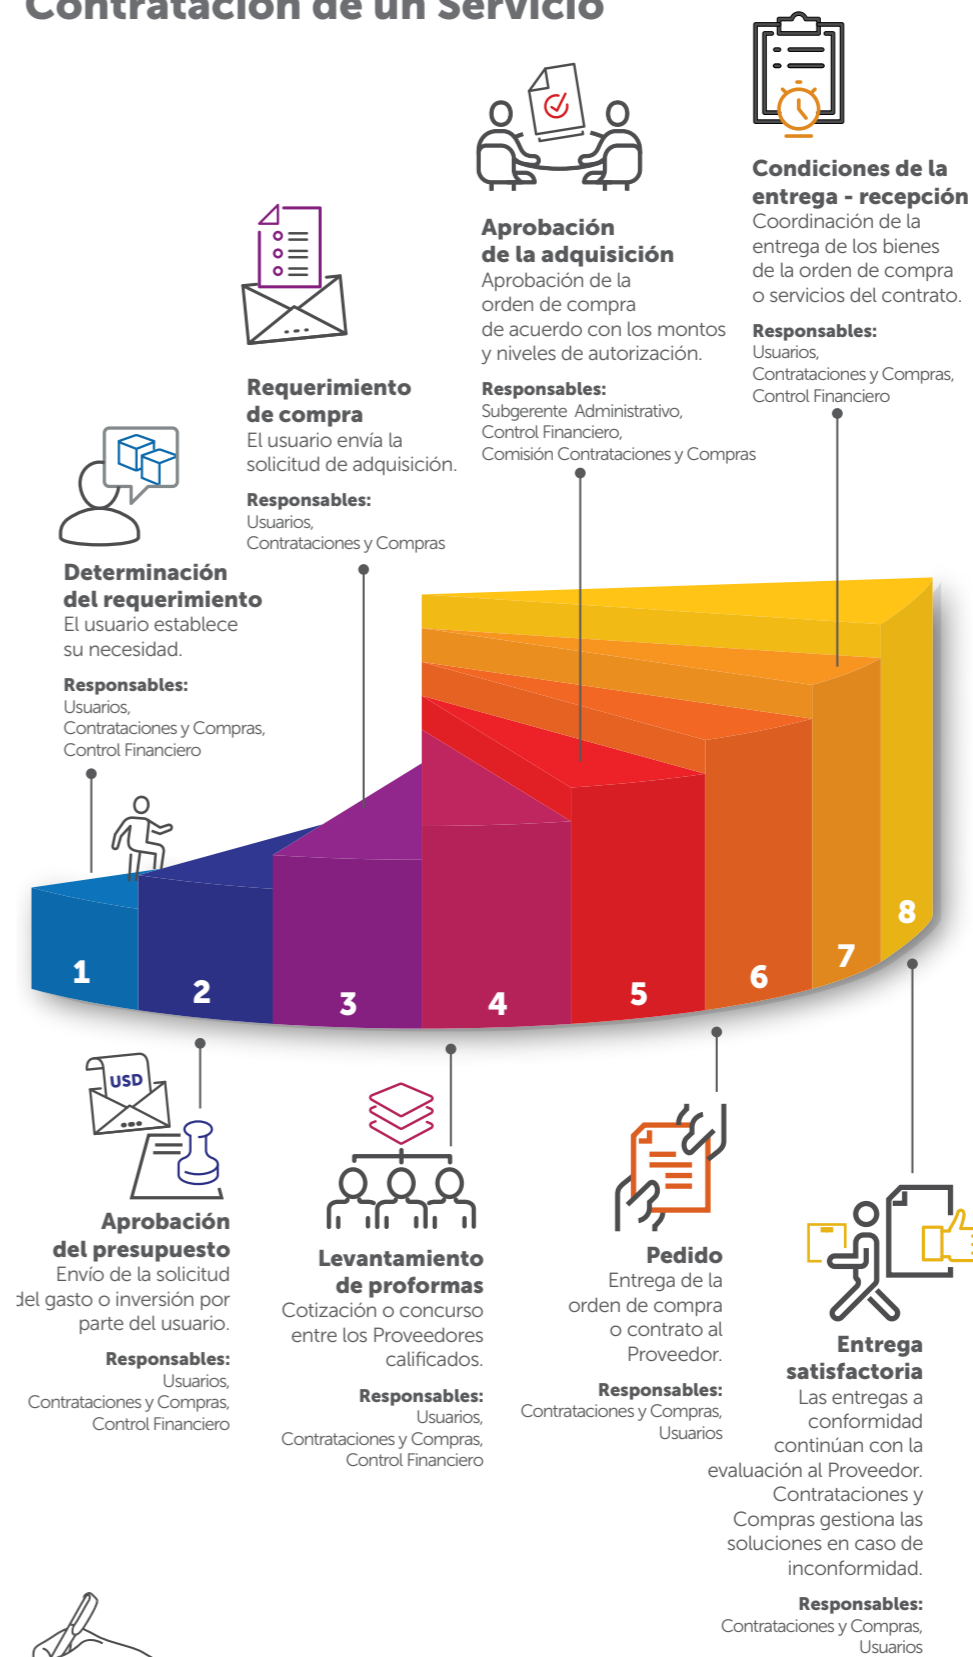 Contratación de un Servicio
Condiciones de la
entrega - recepción
Coordinación de la
entrega de los bienes
de la orden de compra
o servicios del contrato.
Responsables:
Usuarios,
Contrataciones y Compras,
Control Financiero
Aprobación
de la adquisición
Aprobación de la
orden de compra
de acuerdo con los montos
y niveles de autorización.
Responsables:
Subgerente Administrativo,
Control Financiero,
Comisión Contrataciones y Compras
Requerimiento
de compra
El usuario envía la
solicitud de adquisición.
Responsables:
Usuarios,
Contrataciones y Compras
Determinación
del requerimiento
El usuario establece
su necesidad.
Responsables:
Usuarios,
Contrataciones y Compras,
Control Financiero
1
2
3
4
5
6
7
8
USD
Aprobación
del presupuesto
Envío de la solicitud
del gasto o inversión por
parte del usuario.
Responsables:
Usuarios,
Contrataciones y Compras,
Control Financiero
Levantamiento
de proformas
Cotización o concurso
entre los Proveedores
calificados.
Responsables:
Usuarios,
Contrataciones y Compras,
Control Financiero
Pedido
Entrega de la
orden de compra
o contrato al
Proveedor.
Responsables:
Contrataciones y Compras,
Usuarios
Entrega
satisfactoria
Las entregas a
conformidad
continúan con la
evaluación al Proveedor.
Contrataciones y
Compras gestiona las
soluciones en caso de
inconformidad.
Responsables:
Contrataciones y Compras,
Usuarios